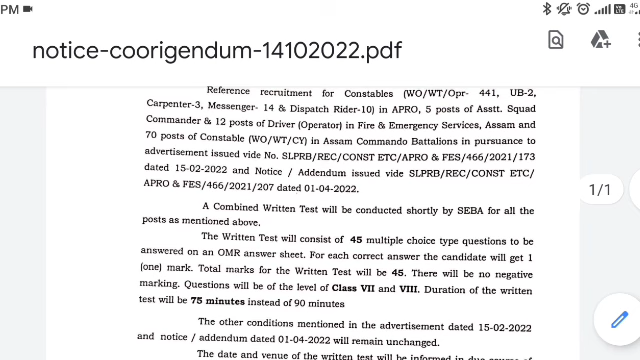 PM
4G
notice-coorigendum-14102022.pdf
Reference recruitment for Constables (WO/WT/Opr- 441, UB-2,
Carpenter-3, Messenger- 14 & Dispatch Rider-10) in APRO, 5 posts of Asstt. Squad
Commander & 12 posts of Driver (Operator) in Fire & Emergency Services, Assam and
70 posts of Constable (WO/WT/CY) in Assam Commando Battalions in pursuance to
advertisement issued vide No. SLPRB/REC/CONST ETC/APRO & FES/466/2021/173
dated 15-02-2022 and Notice / Addendum issued vide SLPRB/REC/CONST ETC/
APRO & FES/466/2021/207 dated 01-04-2022.
1/1
A Combined Written Test will be conducted shortly by SEBA for all the
posts as mentioned above.
The Written Test will consist of 45 multiple choice type questions to be
answered on an OMR answer sheet. For each correct answer the candidate will get 1
(one) mark. Total marks for the Written Test will be 45. There will be no negative
marking. Questions will be of the level of Class VII and VIII. Duration of the written
test will be 75 minutes instead of 90 minutes
The other conditions mentioned in the advertisement dated 15-02-2022
and notice / addendum dated 01-04-2022 will remain unchanged.
The date and venue of the written test will be informed in due course of